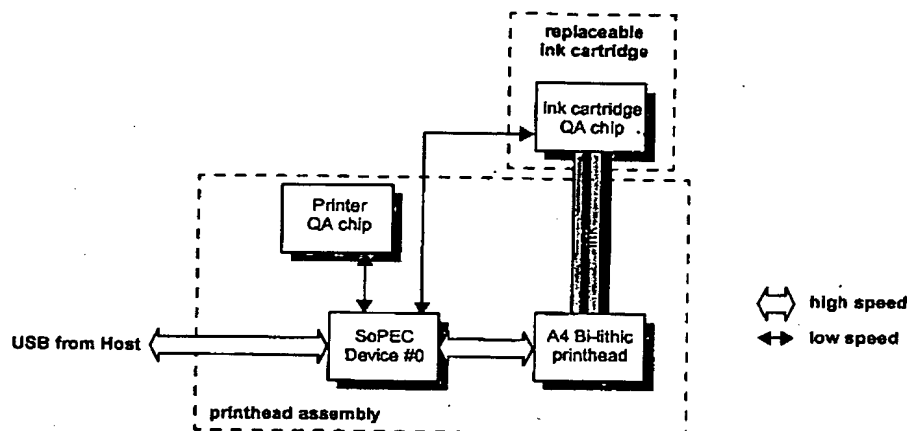 replaceable
ink cartridge
ink cartridge
QA chip
Printer
QA chip
ink
high speed
low speed
USB from Host
SoPEC
Device #0
A4 Bi-lithic
printhead
printhead assembly